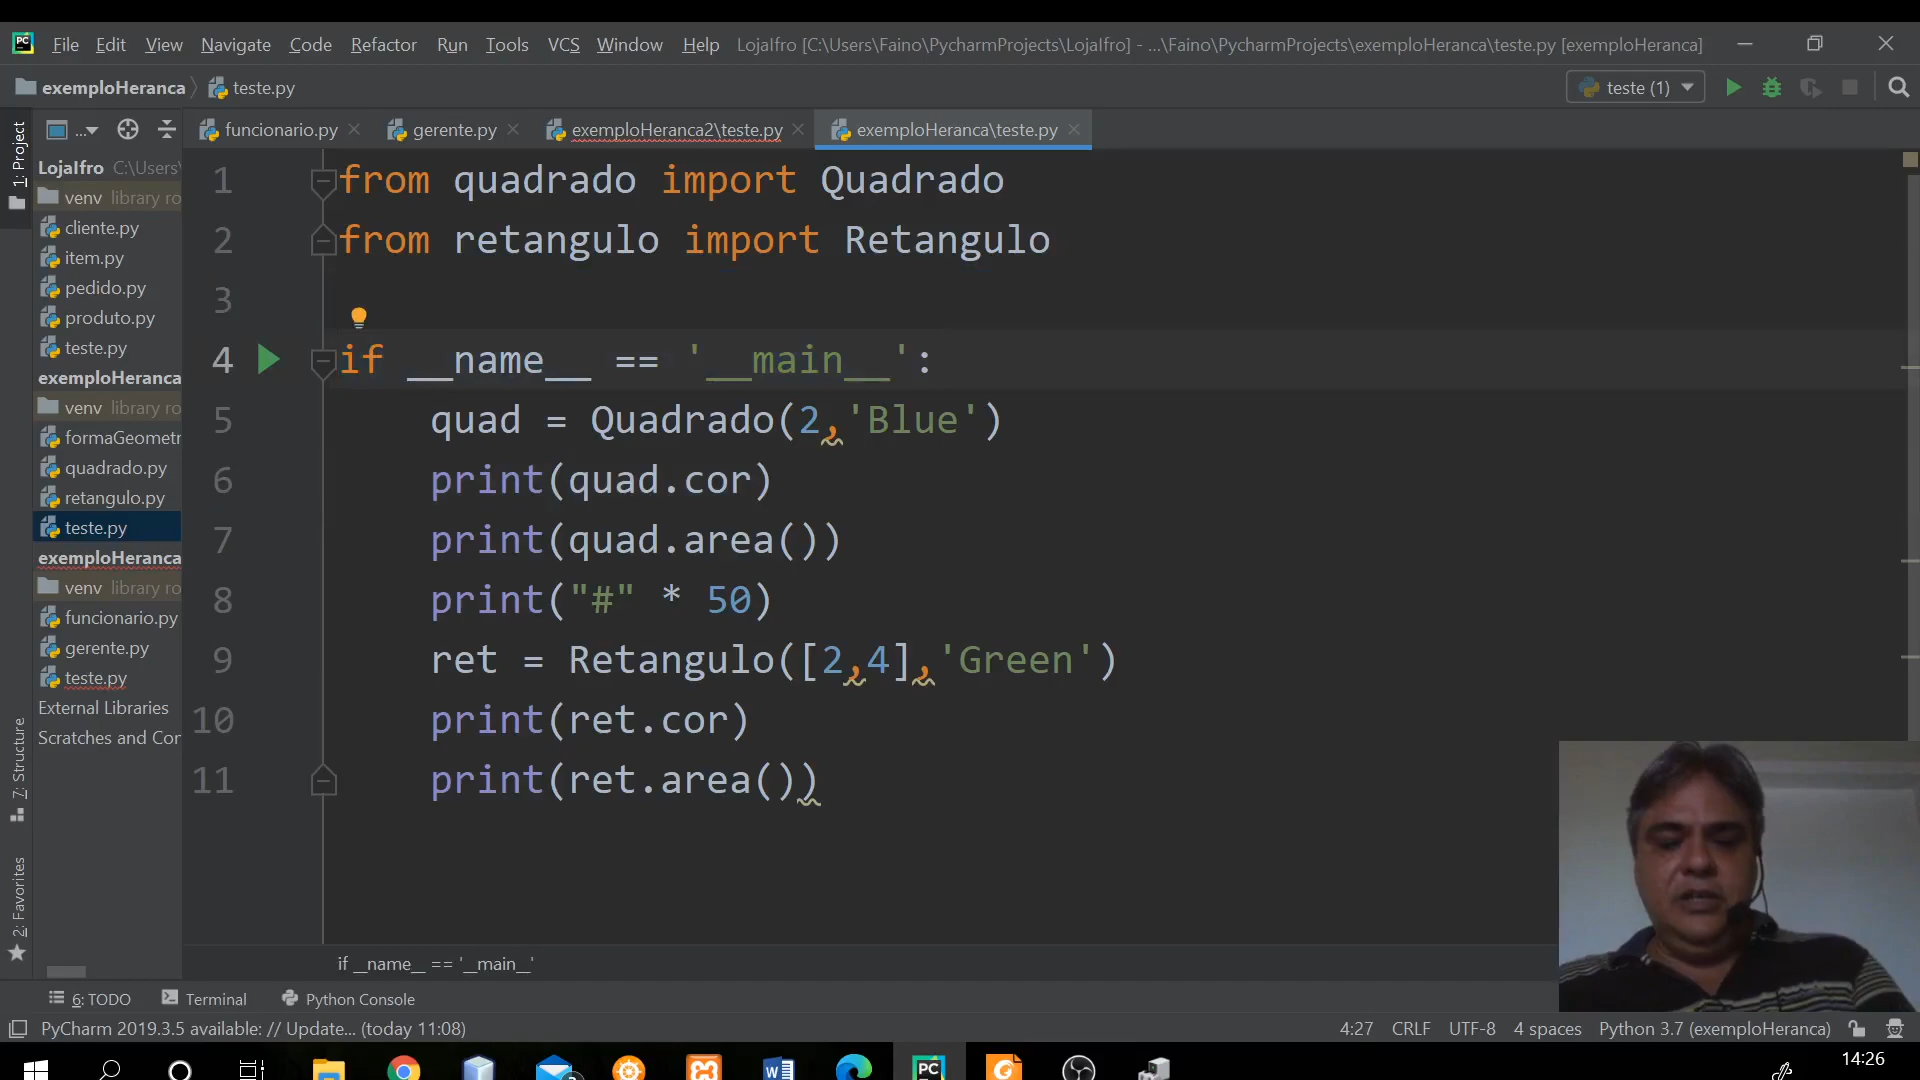 PC File Edit View Navigate Code Refactor Run Tools VCS Window Help LojaIfro [C:\Users\Faino\PycharmProjects\LojaIfro] - ...\Faino\PycharmProjects\exemploHeranca\teste.py [exemploHeranca]
exemploHeranca teste.py teste (1)
1: Project
...
funcionario.py gerente.py exemploHeranca2\teste.py exemploHeranca\teste.py
LojaIfro C:\Users\
venv library ro
cliente.py
item.py
pedido.py
produto.py
teste.py
exemploHeranca
venv library ro
formaGeometr
quadrado.py
retangulo.py
teste.py
exemploHeranca
venv library ro
funcionario.py
gerente.py
teste.py
External Libraries
Scratches and Cor
7: Structure
2: Favorites
1 from quadrado import Quadrado
2 from retangulo import Retangulo
3
4 if __name__ == '__main__':
5 quad = Quadrado(2,'Blue')
6 print(quad.cor)
7 print(quad.area())
8 print("#" * 50)
9 ret = Retangulo([2,4],'Green')
10 print(ret.cor)
11 print(ret.area())
if __name__ == '__main__'
6: TODO Terminal Python Console
PyCharm 2019.3.5 available: // Update... (today 11:08) 4:27 CRLF UTF-8 4 spaces Python 3.7 (exemploHeranca)
PC 14:26